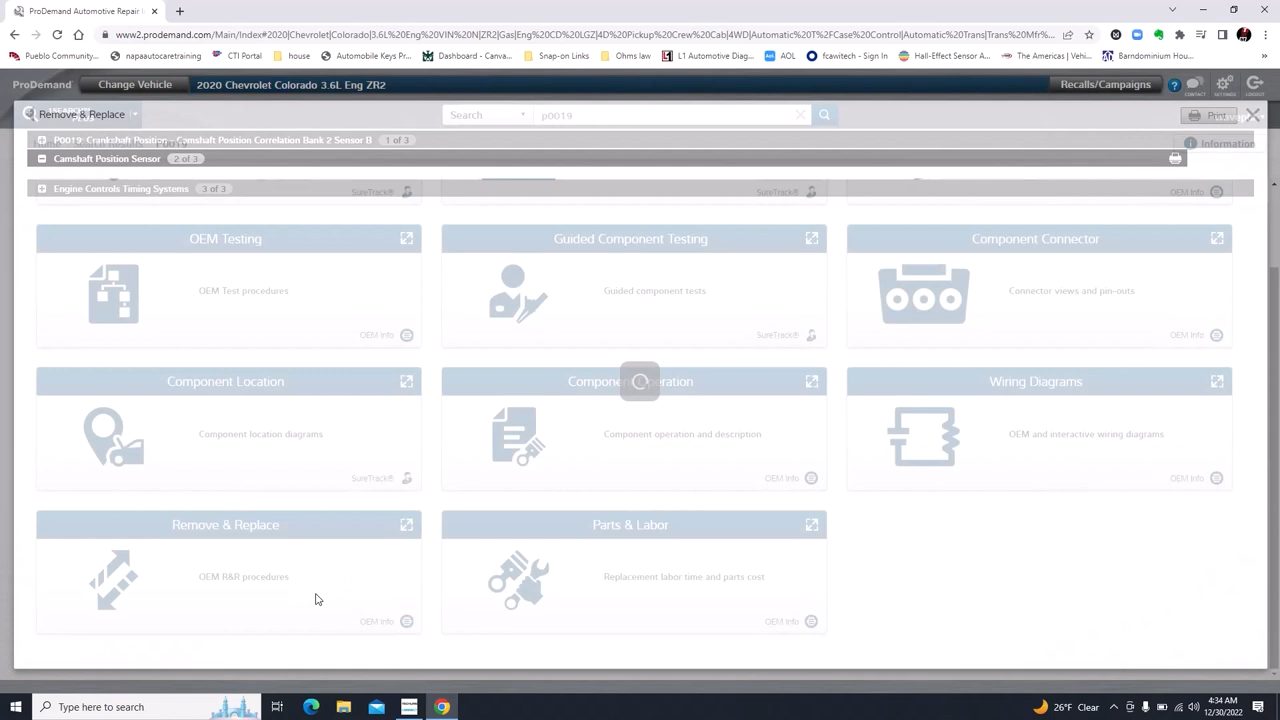 ProDemand Automotive Repair In
www2.prodemand.com/Main/Index#2020|Chevrolet|Colorado|3.6L%20Eng%20VIN%20N|ZR2|Gas|Eng%20CD%20LGZ|4D%20Pickup%20Crew%20Cab|4WD|Automatic%20T%2FCase%20Control|Automatic%20Trans|Trans%20Mfr%...
Pueblo Community...
napaautocaretraining
CTI Portal
Snap-on
Automobile Keys Pr...
Dashboard - Canva...
Snap-on Links
Ohms law
L1 Automotive Diag...
AOL
fcawitech - Sign In
Hall-Effect Sensor A...
The Americas | Vehi...
Barndominium Hou...
ProDemand
Change Vehicle
2020 Chevrolet Colorado 3.6L Eng ZR2
Recalls/Campaigns
CONTACT
SETTINGS
LOGOUT
Remove & Replace
Search
p0019
Print
P0019: Crankshaft Position - Camshaft Position Correlation Bank 2 Sensor B
1 of 3
Information
Camshaft Position Sensor
2 of 3
Engine Controls Timing Systems
3 of 3
SureTrack®
SureTrack®
OEM Info
OEM Testing
Guided Component Testing
Component Connector
OEM Test procedures
Guided component tests
Connector views and pin-outs
OEM Info
SureTrack®
OEM Info
Component Location
Component Operation
Wiring Diagrams
Component location diagrams
Component operation and description
OEM and interactive wiring diagrams
SureTrack®
OEM Info
OEM Info
Remove & Replace
Parts & Labor
OEM R&R procedures
Replacement labor time and parts cost
OEM Info
OEM Info
Type here to search
26°F Clear
4:34 AM
12/30/2022